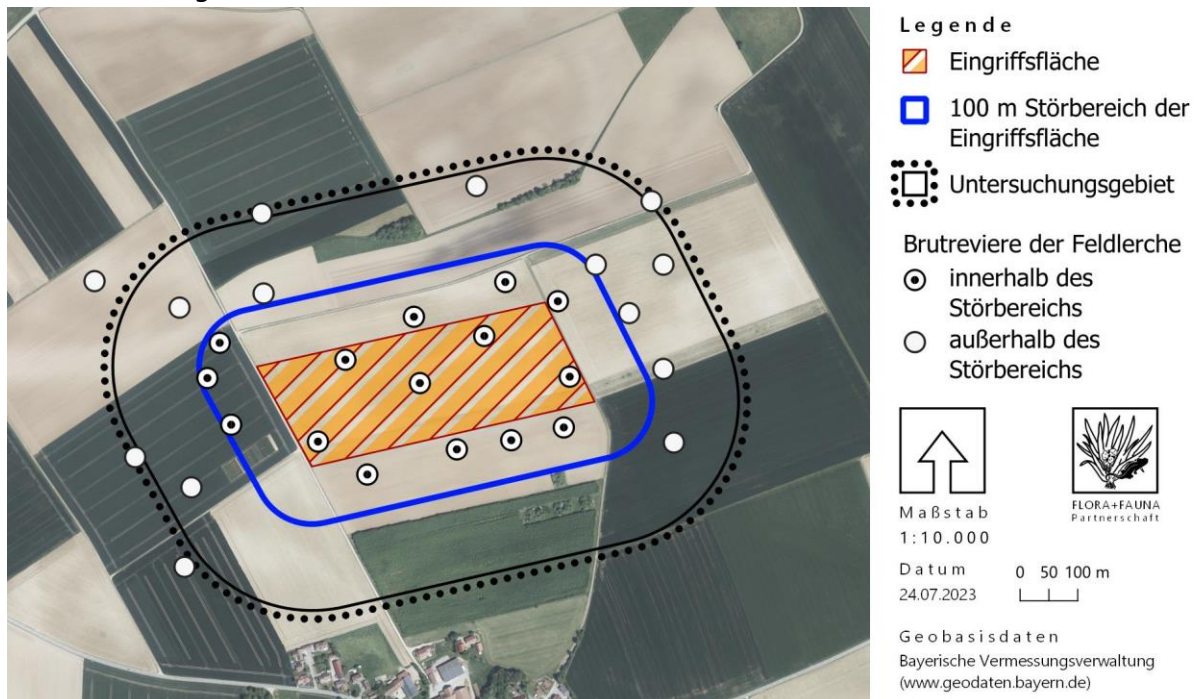 Legende
Eingriffsfläche
100 m Störbereich der
Eingriffsfläche
Untersuchungsgebiet
Brutreviere der Feldlerche
innerhalb des
Störbereichs
außerhalb des
Störbereichs
Maßstab
1:10.000
FLORA+FAUNA
Partnerschaft
Datum
24.07.2023
0 50 100 m
Geobasisdaten
Bayerische Vermessungsverwaltung
(www.geodaten.bayern.de)